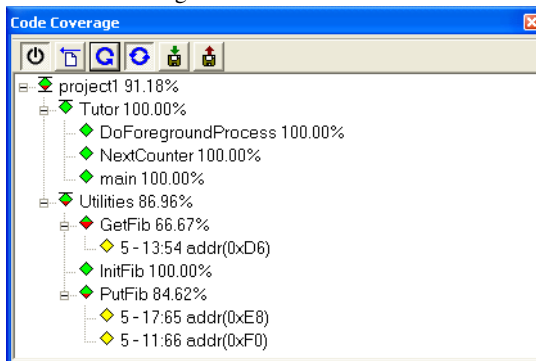 Code Coverage
project1 91.18%
Tutor 100.00%
DoForegroundProcess 100.00%
NextCounter 100.00%
main 100.00%
Utilities 86.96%
GetFib 66.67%
5 - 13:54 addr(0xD6)
InitFib 100.00%
PutFib 84.62%
5 - 17:65 addr(0xE8)
5 - 11:66 addr(0xF0)